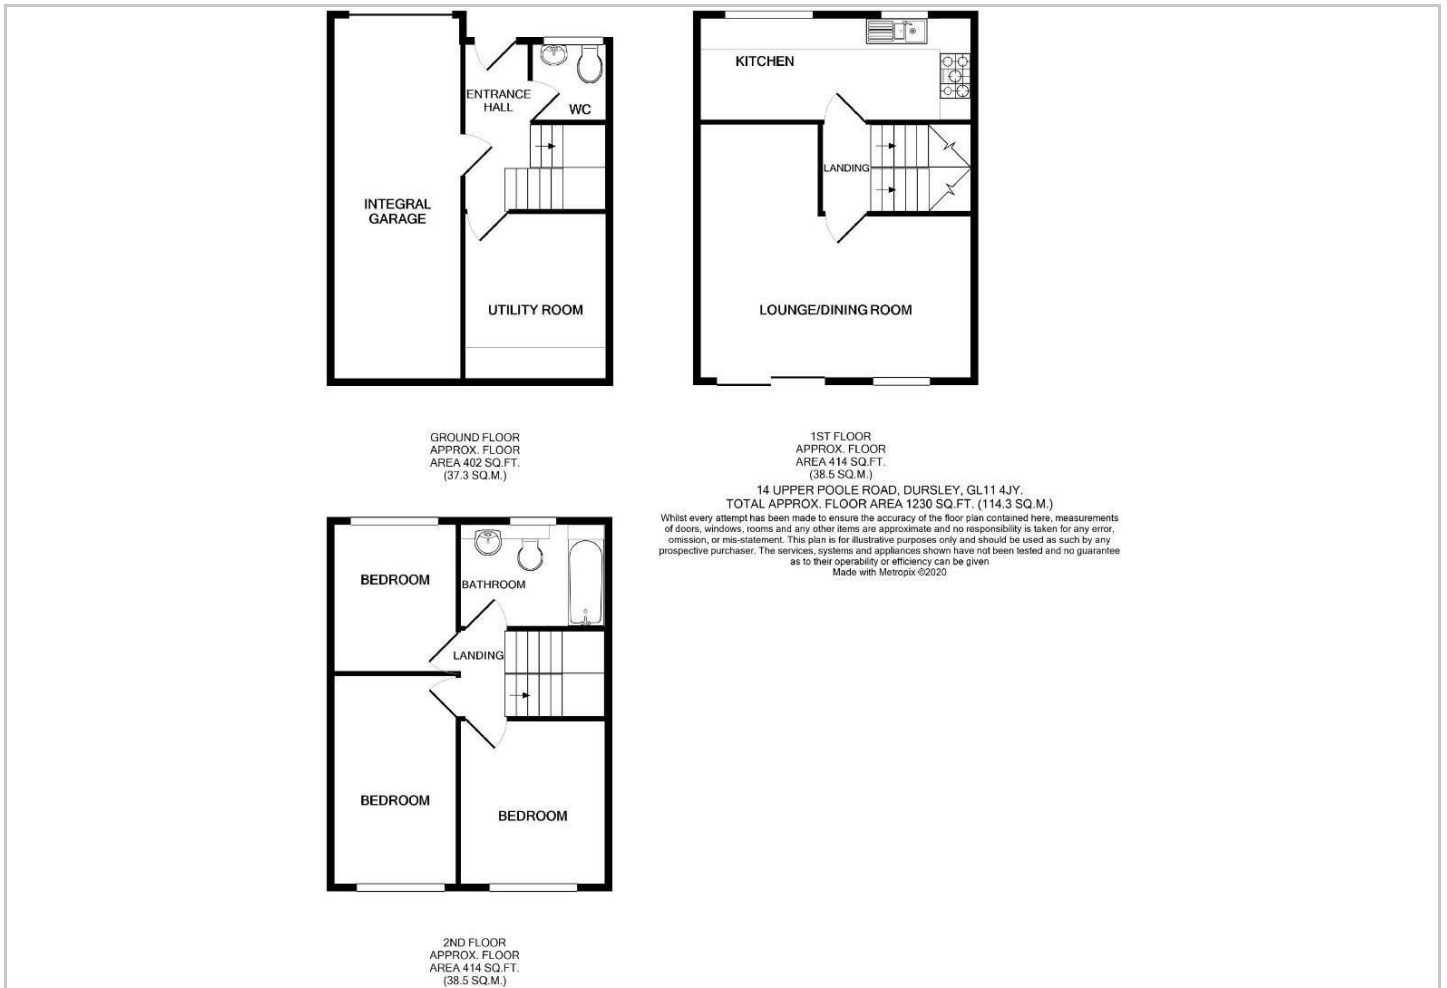 ENTRANCE
HALL
WC
INTEGRAL
GARAGE
UTILITY ROOM
GROUND FLOOR
APPROX. FLOOR
AREA 402 SQ.FT.
(37.3 SQ.M.)
KITCHEN
LANDING
LOUNGE/DINING ROOM
1ST FLOOR
APPROX. FLOOR
AREA 414 SQ.FT.
(38.5 SQ.M.)
14 UPPER POOLE ROAD, DURSLEY, GL11 4JY.
TOTAL APPROX. FLOOR AREA 1230 SQ.FT. (114.3 SQ.M.)
Whilst every attempt has been made to ensure the accuracy of the floor plan contained here, measurements
of doors, windows, rooms and any other items are approximate and no responsibility is taken for any error,
omission, or mis-statement. This plan is for illustrative purposes only and should be used as such by any
prospective purchaser. The services, systems and appliances shown have not been tested and no guarantee
as to their operability or efficiency can be given
Made with Metropix ©2020
BEDROOM
BATHROOM
LANDING
BEDROOM
BEDROOM
2ND FLOOR
APPROX. FLOOR
AREA 414 SQ.FT.
(38.5 SQ.M.)